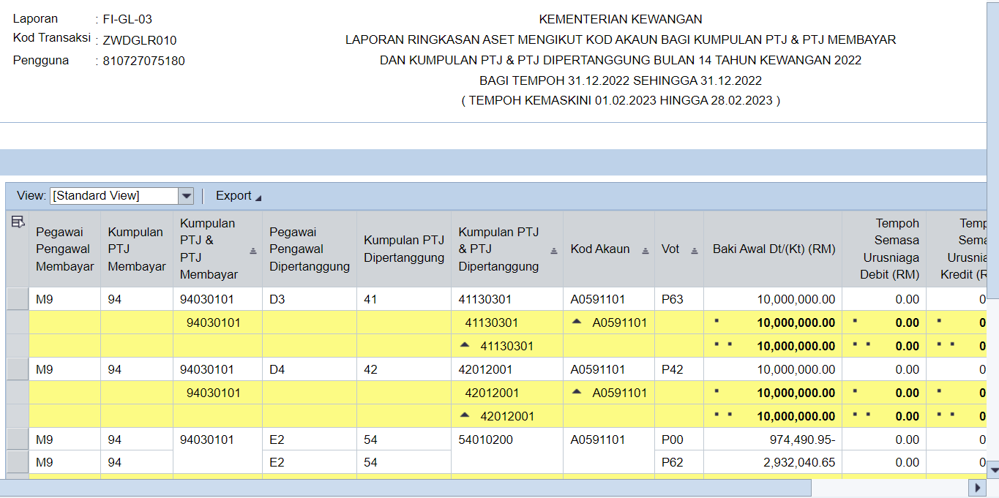 Laporan : FI-GL-03
Kod Transaksi : ZWDGLR010
Pengguna : 810727075180
KEMENTERIAN KEWANGAN
LAPORAN RINGKASAN ASET MENGIKUT KOD AKAUN BAGI KUMPULAN PTJ & PTJ MEMBAYAR
DAN KUMPULAN PTJ & PTJ DIPERTANGGUNG BULAN 14 TAHUN KEWANGAN 2022
BAGI TEMPOH 31.12.2022 SEHINGGA 31.12.2022
( TEMPOH KEMASKINI 01.02.2023 HINGGA 28.02.2023 )
View: [Standard View] Export
Pegawai
Pengawal
Membayar
Kumpulan
PTJ
Membayar
Kumpulan
PTJ &
PTJ
Membayar
Pegawai
Pengawal
Dipertanggung
Kumpulan PTJ
Dipertanggung
Kumpulan PTJ
& PTJ
Dipertanggung
Kod Akaun
Vot
Baki Awal Dt/(Kt) (RM)
Tempoh
Semasa
Urusniaga
Debit (RM)
Temp
Sema
Urusnia
Kredit (R
M9 94 94030101 D3 41 41130301 A0591101 P63 10,000,000.00 0.00 0
94030101 41130301 A0591101 10,000,000.00 0.00 0
41130301 10,000,000.00 0.00 0
M9 94 94030101 D4 42 42012001 A0591101 P42 10,000,000.00 0.00 0
94030101 42012001 A0591101 10,000,000.00 0.00 0
42012001 10,000,000.00 0.00 0
M9 94 94030101 E2 54 54010200 A0591101 P00 974,490.95- 0.00 0
M9 94 E2 54 P62 2,932,040.65 0.00 0